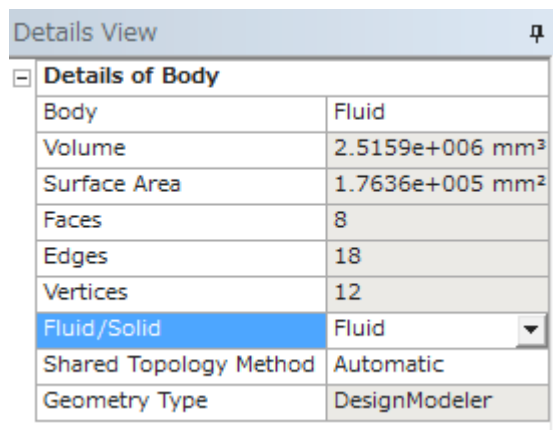 Details View
Details of Body
Body Fluid
Volume 2.5159e+006 mm³
Surface Area 1.7636e+005 mm²
Faces 8
Edges 18
Vertices 12
Fluid/Solid Fluid
Shared Topology Method Automatic
Geometry Type DesignModeler